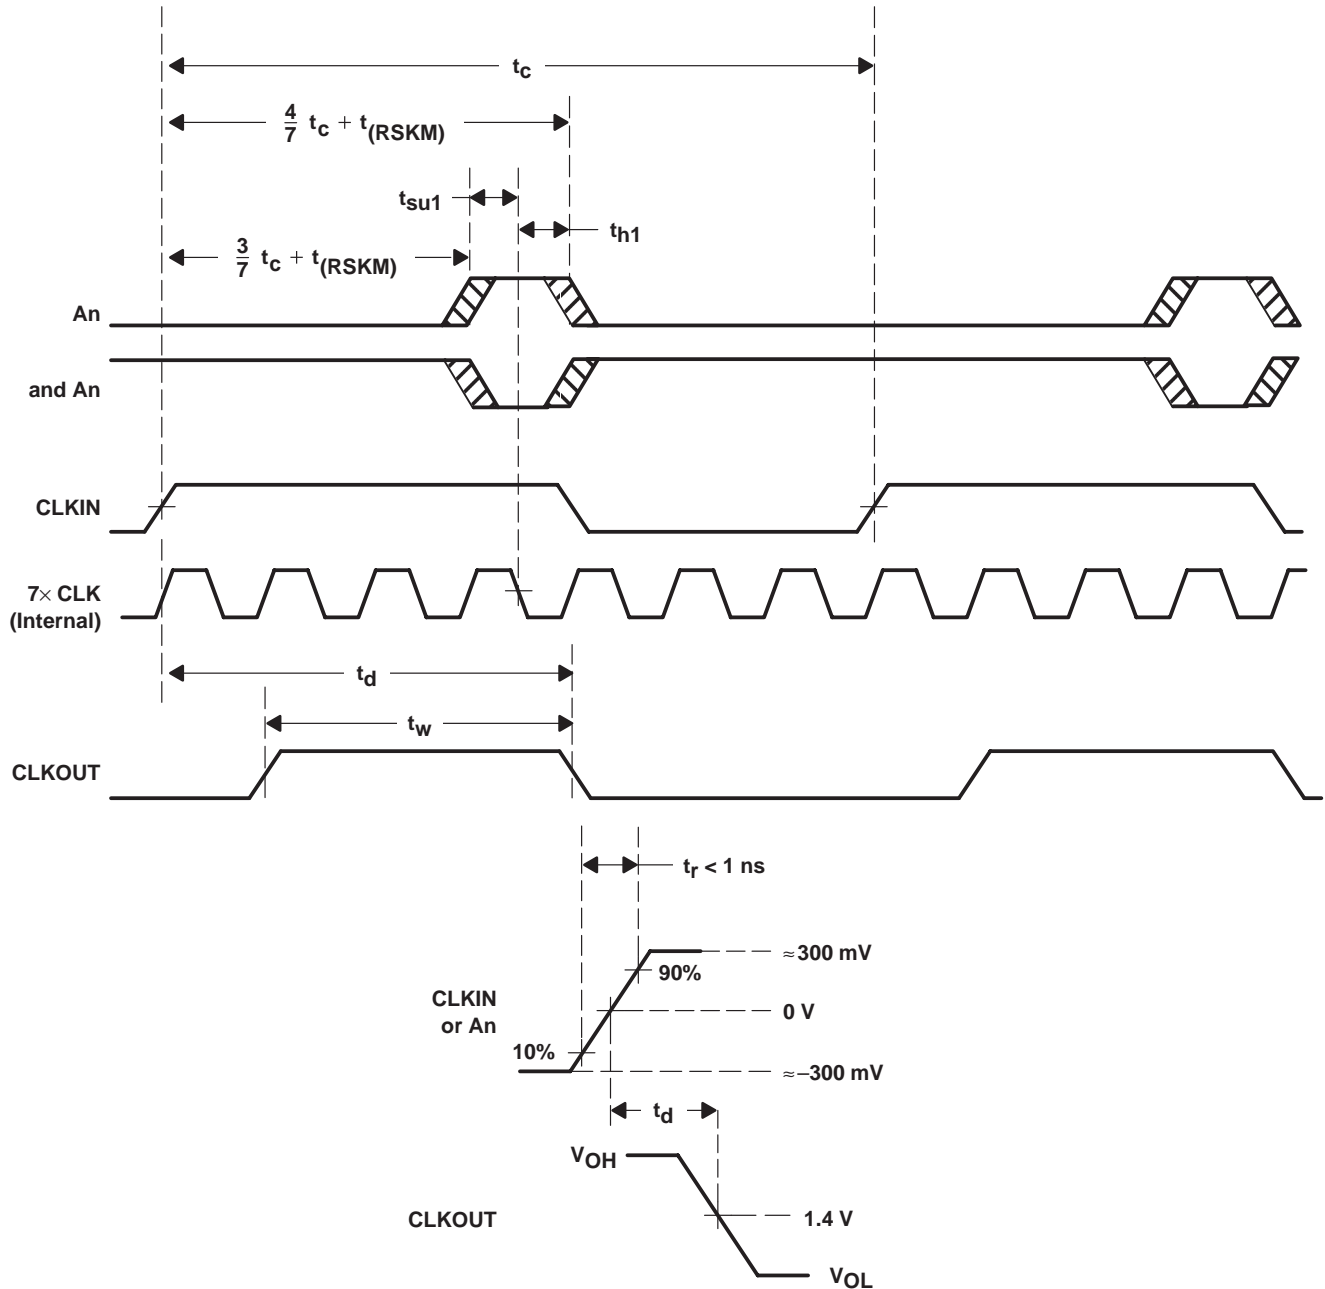 tc
4/7 tc + t(RSKM)
tsu1
th1
3/7 tc + t(RSKM)
An
and An
CLKIN
7× CLK
(Internal)
td
tw
CLKOUT
tr < 1 ns
≈300 mV
90%
CLKIN
or An
0 V
10%
≈−300 mV
td
VOH
CLKOUT
1.4 V
VOL